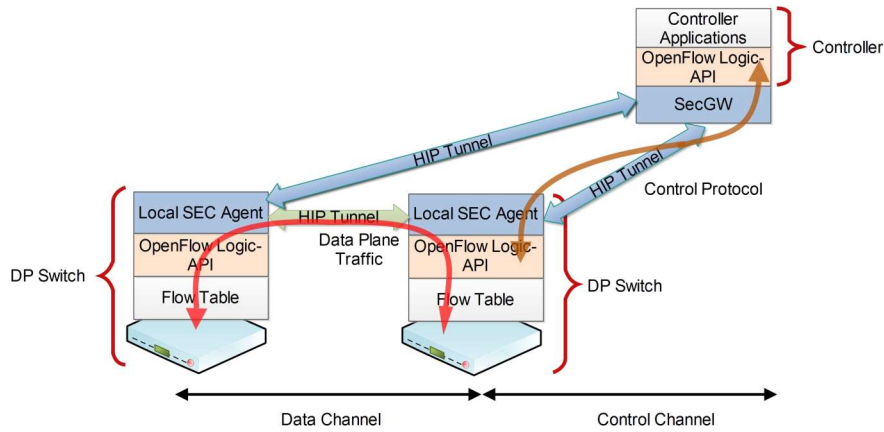 Controller
Applications
OpenFlow Logic-
API
SecGW
Controller
HIP Tunnel
HIP Tunnel
Control Protocol
Local SEC Agent
OpenFlow Logic-
API
Flow Table
DP Switch
HIP Tunnel
Data Plane
Traffic
Local SEC Agent
OpenFlow Logic-
API
Flow Table
DP Switch
Data Channel
Control Channel